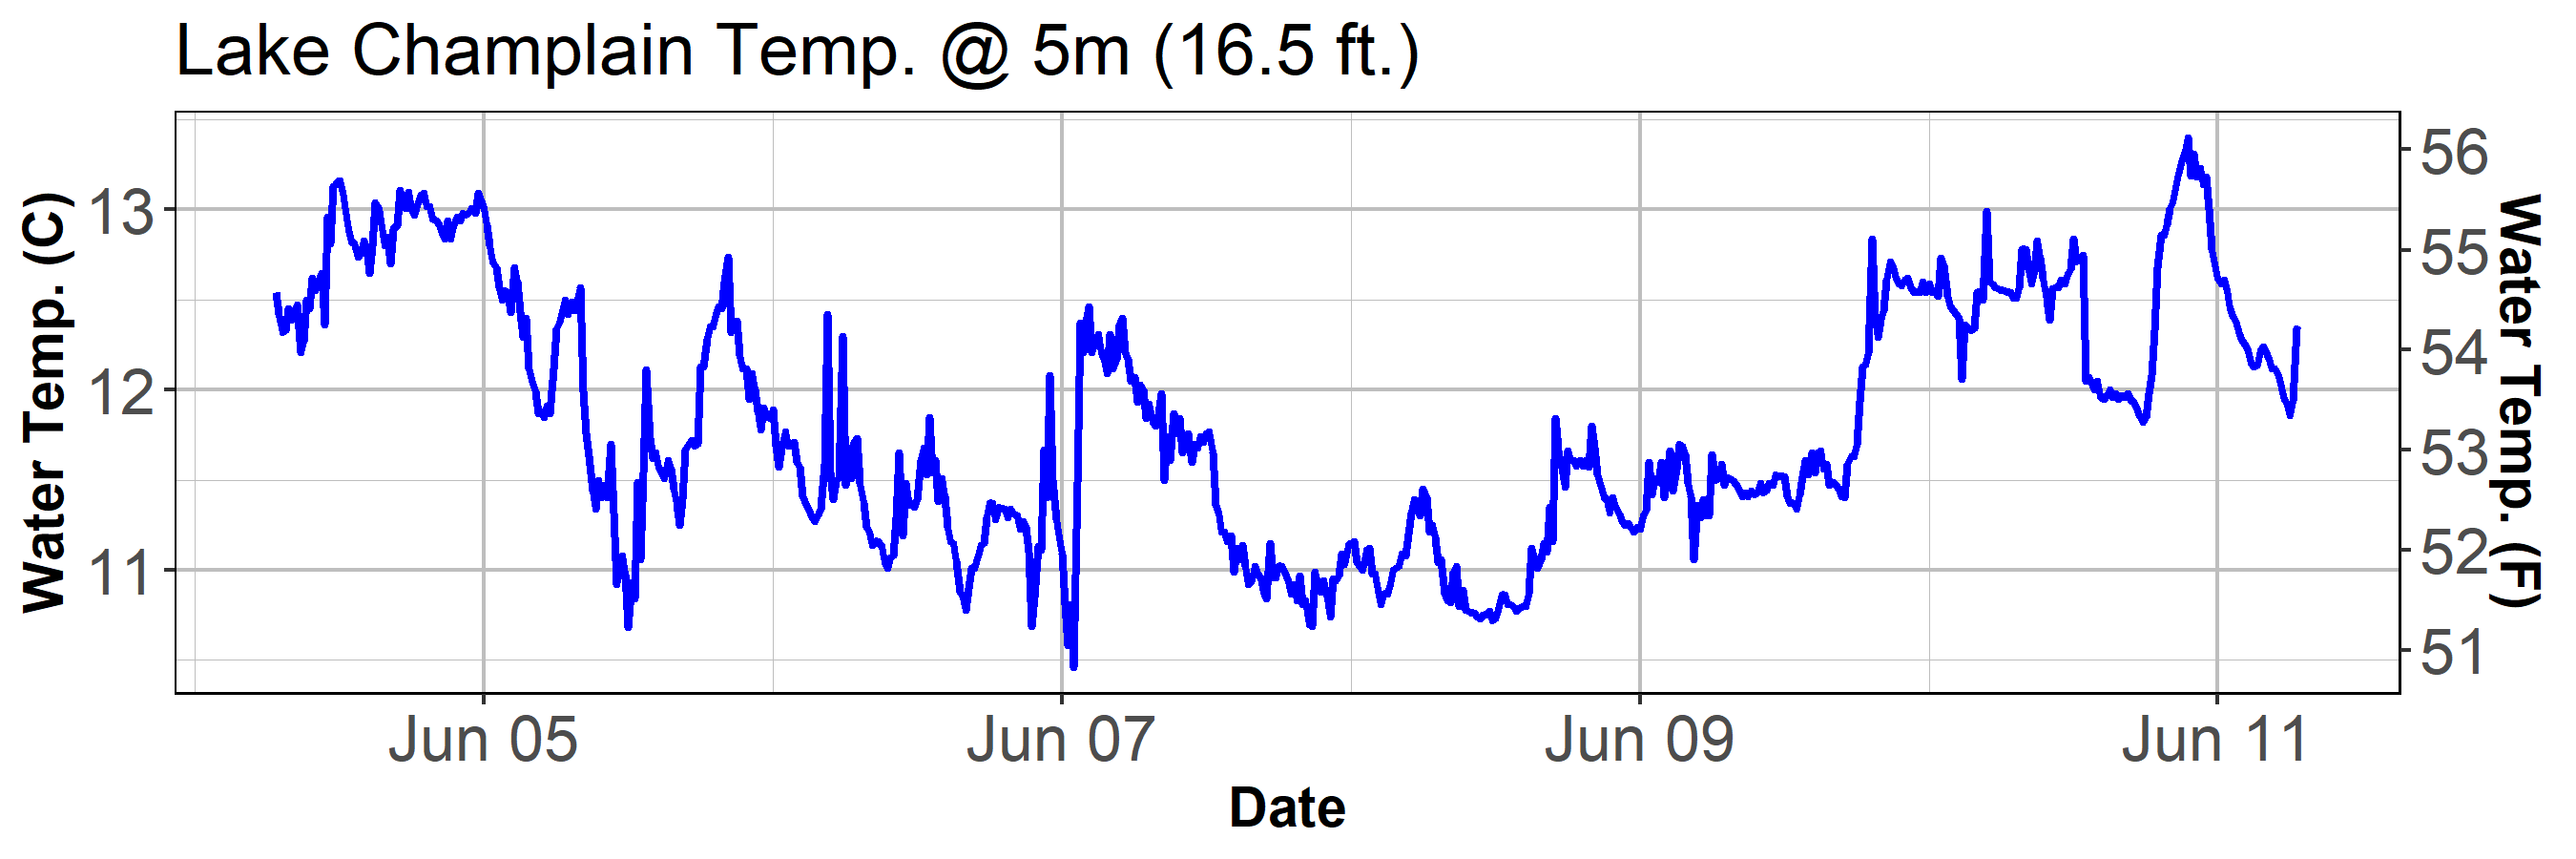 Lake Champlain Temp. @ 5m (16.5 ft.)
Water Temp. (C)
13
12
11
56
55
54
53
52
51
Water Temp. (F)
Jun 05 Jun 07 Jun 09 Jun 11
Date